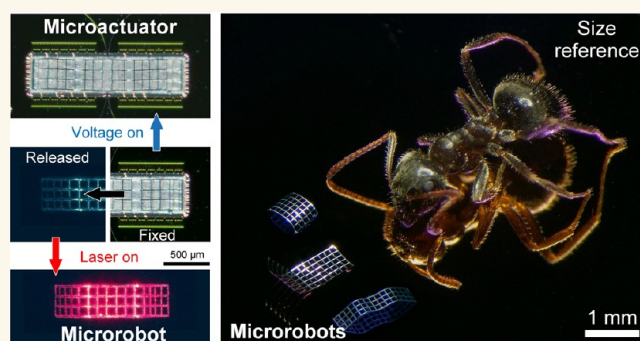 Microactuator
Voltage on
Released
Fixed
500 µm
Laser on
Microrobot
Size
reference
Microrobots
1 mm